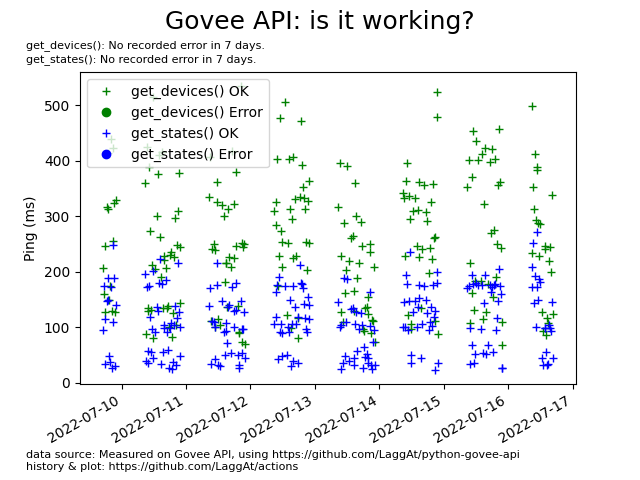 Govee API: is it working?
get_devices(): No recorded error in 7 days.
get_states(): No recorded error in 7 days.
get_devices() OK
get_devices() Error
get_states() OK
get_states() Error
Ping (ms)
500
400
300
200
100
0
2022-07-10
2022-07-11
2022-07-12
2022-07-13
2022-07-14
2022-07-15
2022-07-16
2022-07-17
data source: Measured on Govee API, using https://github.com/LaggAt/python-govee-api
history & plot: https://github.com/LaggAt/actions